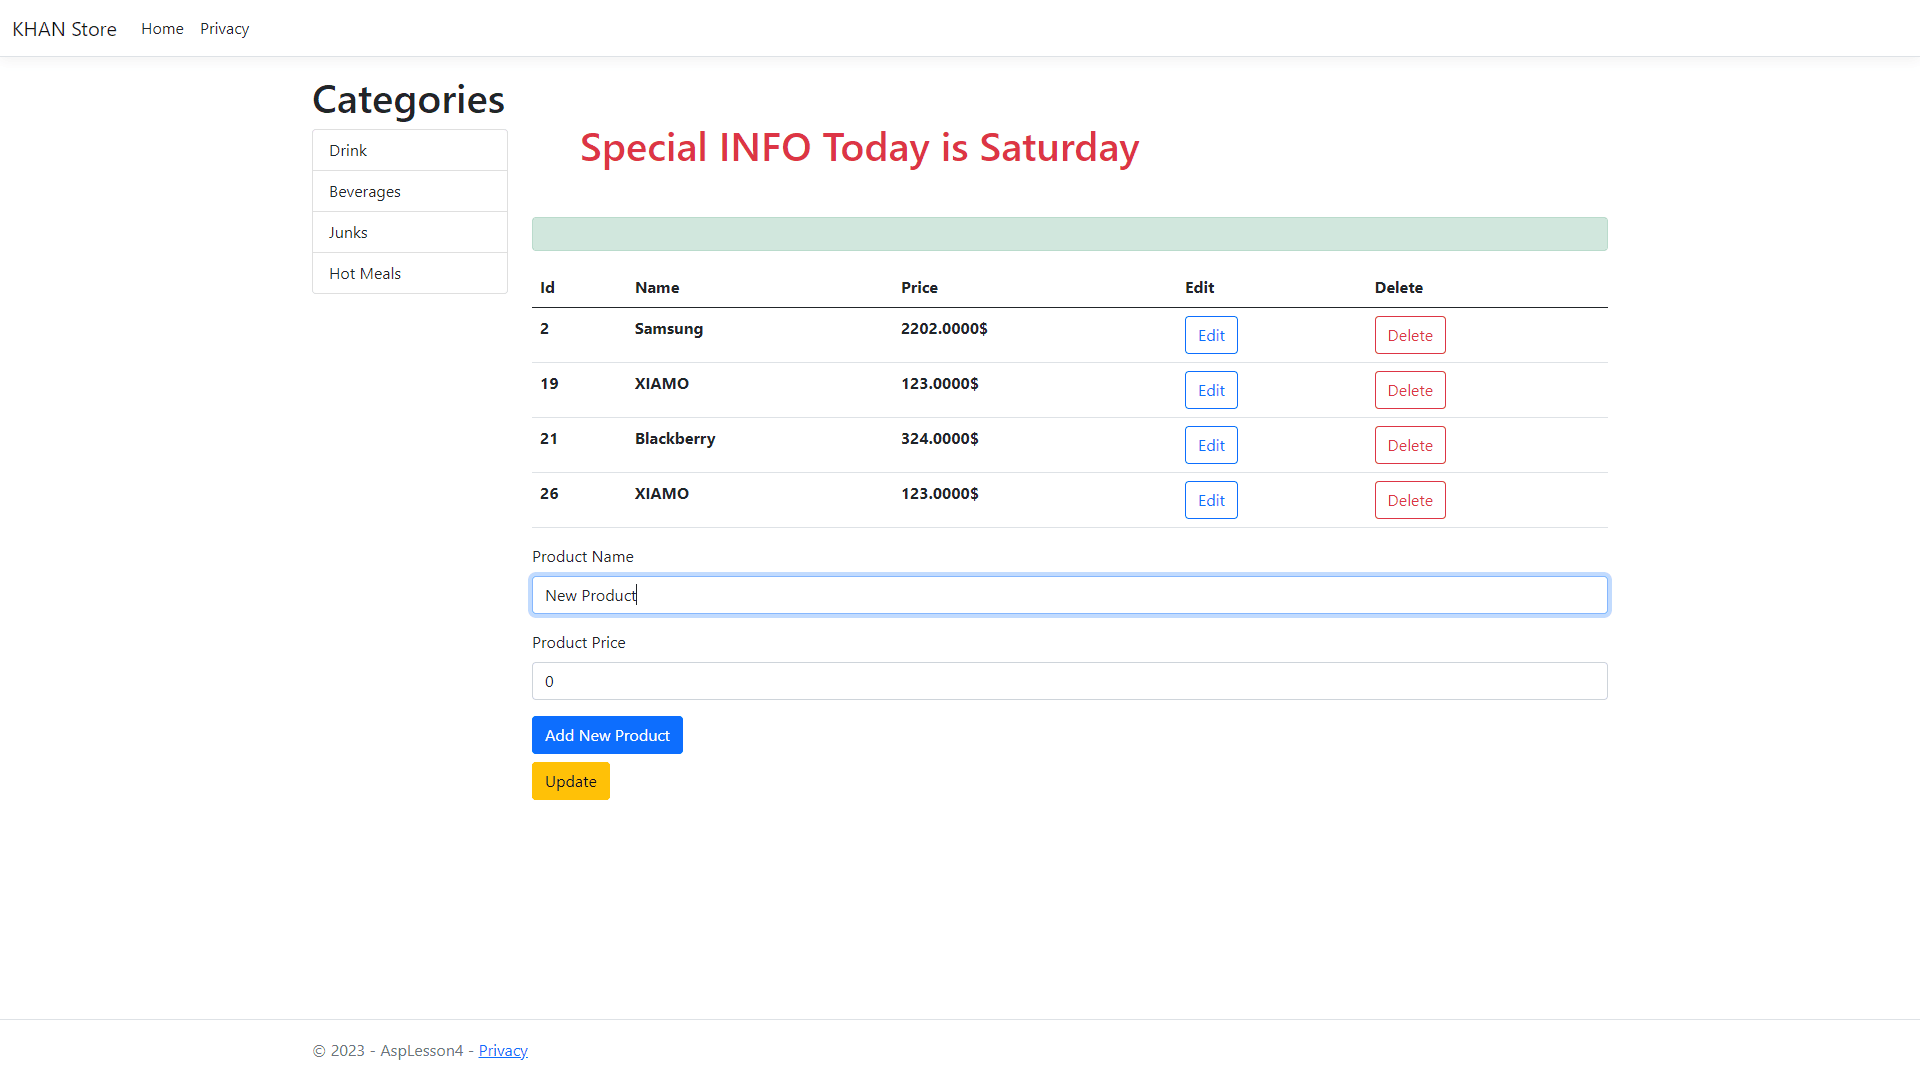 KHAN Store Home Privacy
Categories
Drink
Beverages
Junks
Hot Meals
Special INFO Today is Saturday
Id Name Price Edit Delete
2 Samsung 2202.0000$ Edit Delete
19 XIAMO 123.0000$ Edit Delete
21 Blackberry 324.0000$ Edit Delete
26 XIAMO 123.0000$ Edit Delete
Product Name
New Product
Product Price
0
Add New Product
Update
© 2023 - AspLesson4 - Privacy